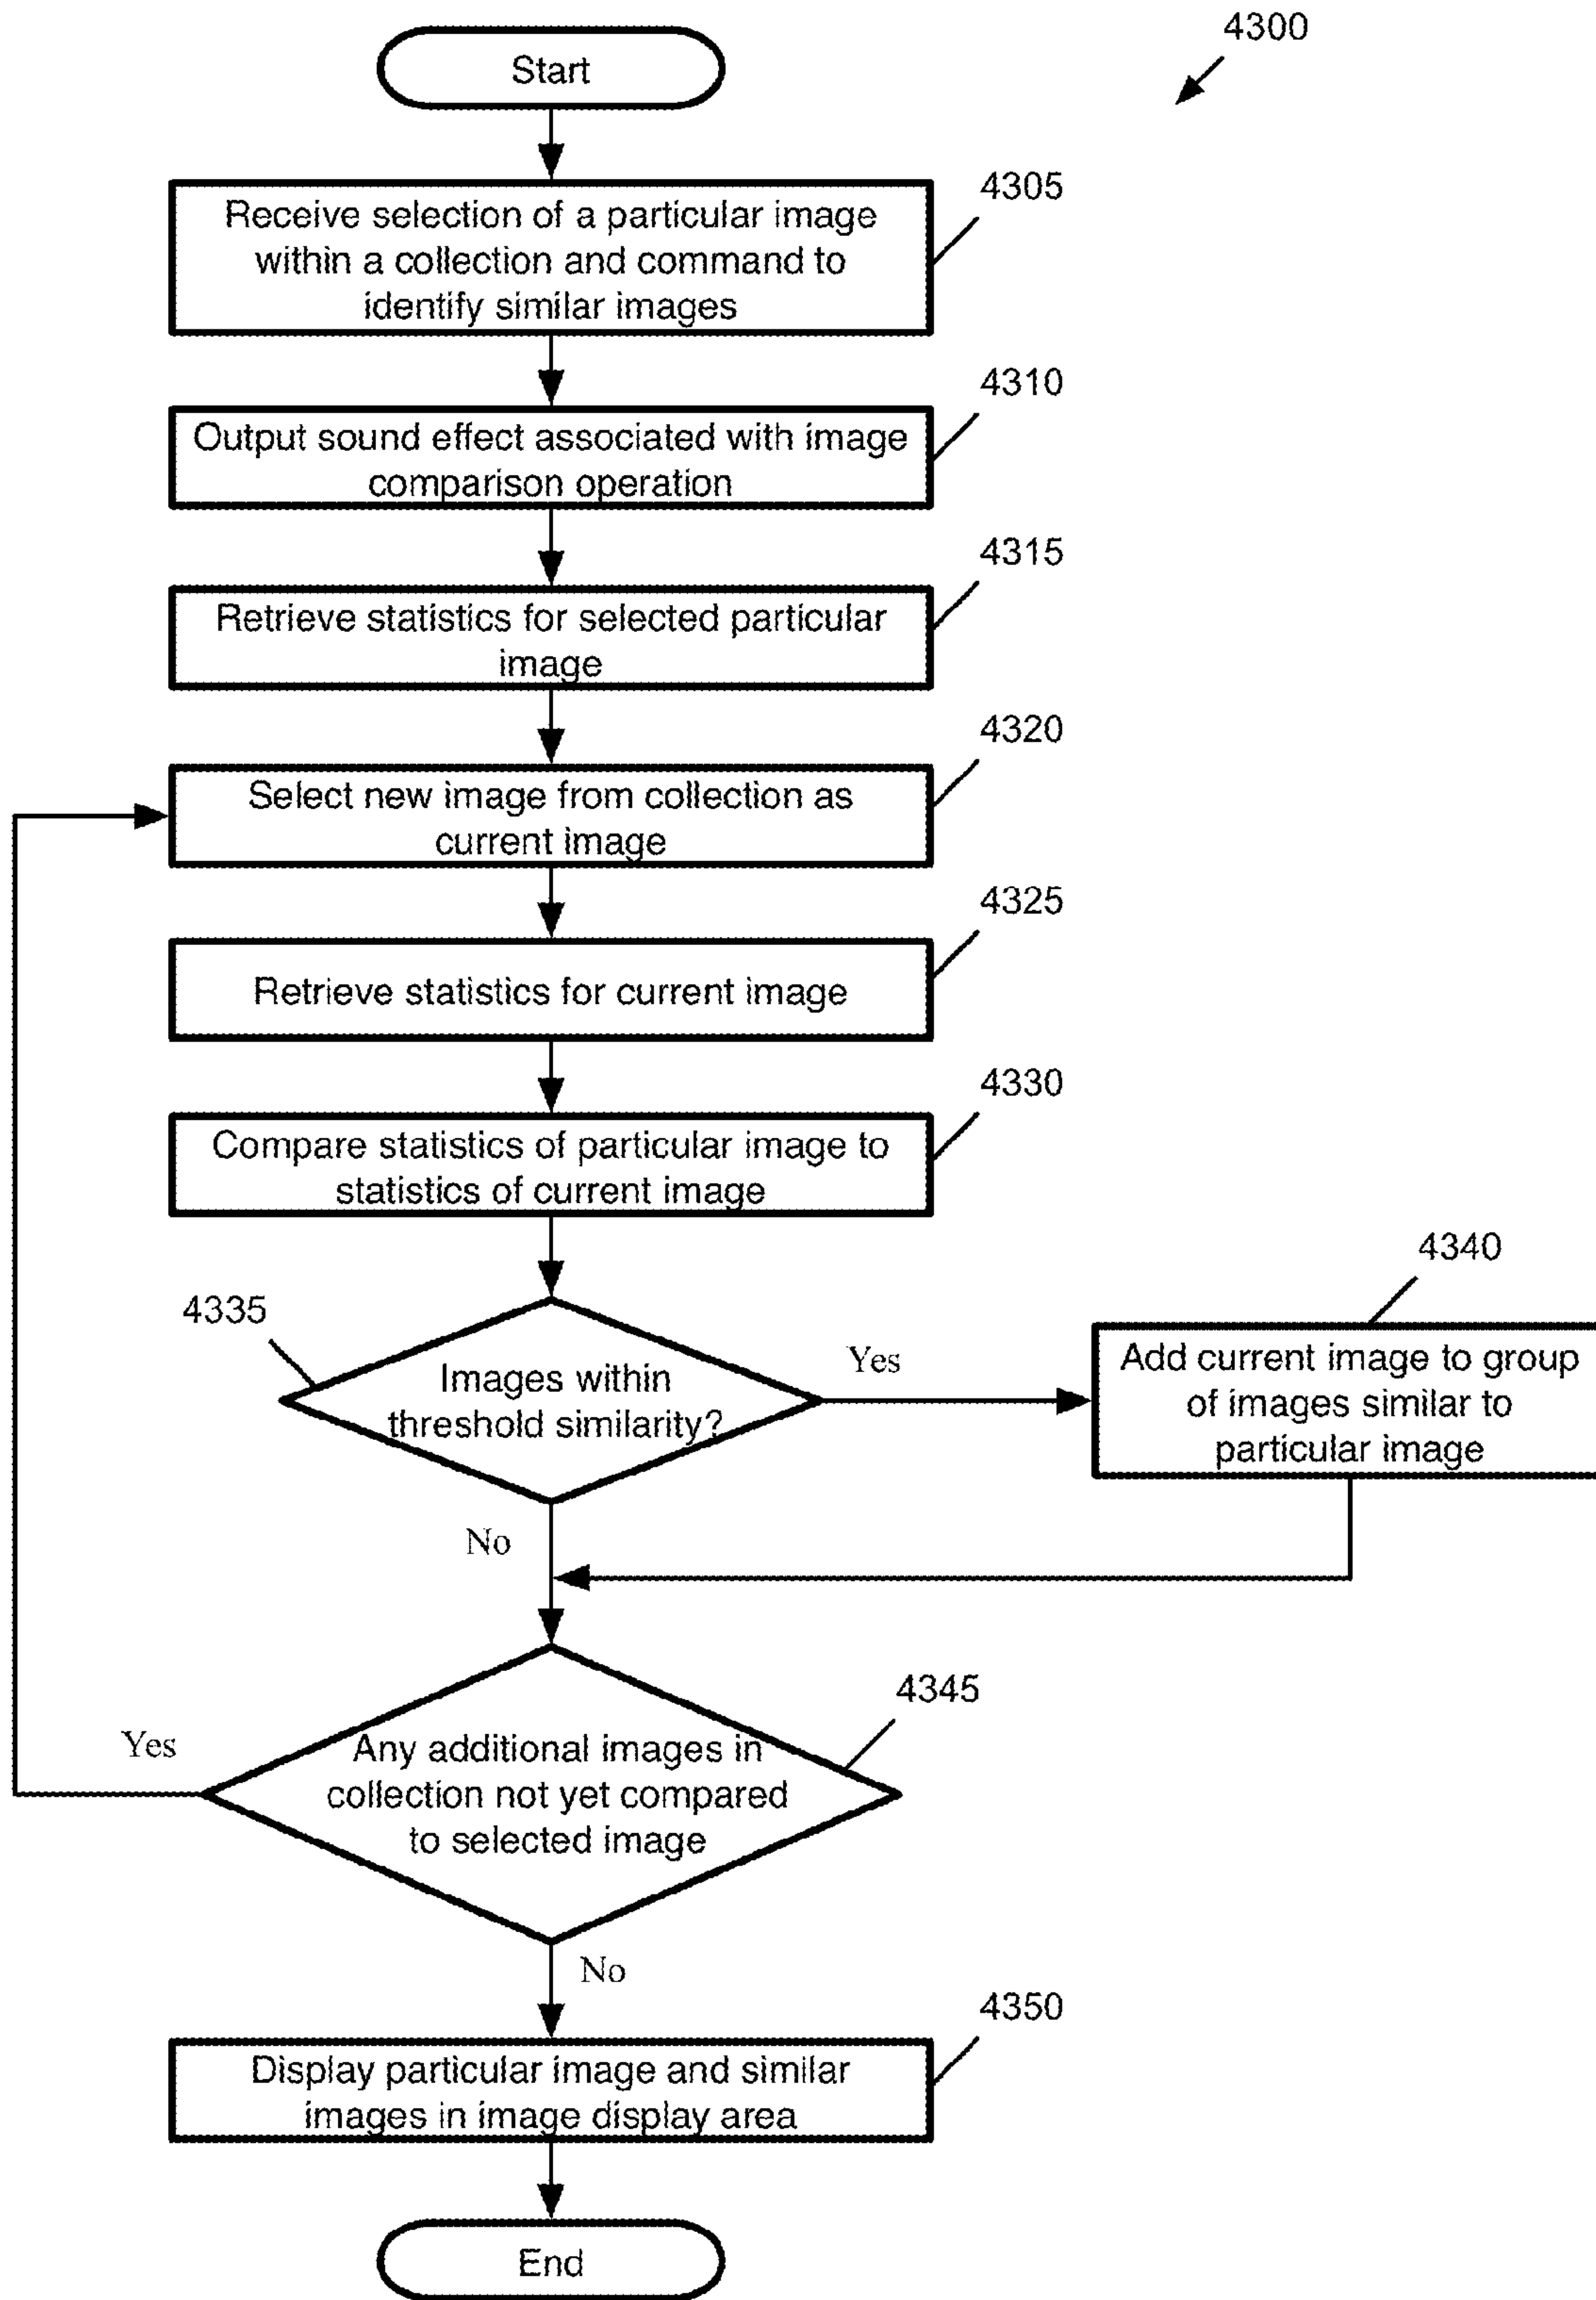 4300
Start
4305
Receive selection of a particular image
within a collection and command to
identify similar images
4310
Output sound effect associated with image
comparison operation
4315
Retrieve statistics for selected particular
image
4320
Select new image from collection as
current image
4325
Retrieve statistics for current image
4330
Compare statistics of particular image to
statistics of current image
4335
Images within
threshold similarity?
Yes
4340
Add current image to group
of images similar to
particular image
No
4345
Yes
Any additional images in
collection not yet compared
to selected image
No
4350
Display particular image and similar
images in image display area
End